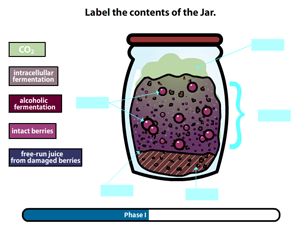 Label the contents of the Jar.
CO2
intracellular
fermentation
alcoholic
fermentation
intact berries
free-run juice
from damaged berries
Phase I